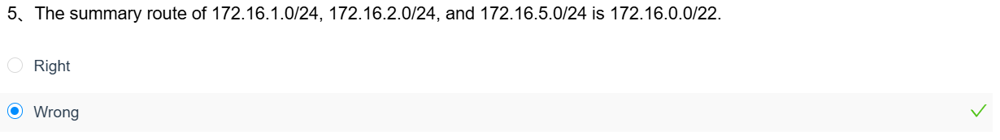 5、The summary route of 172.16.1.0/24, 172.16.2.0/24, and 172.16.5.0/24 is 172.16.0.0/22.
Right
Wrong